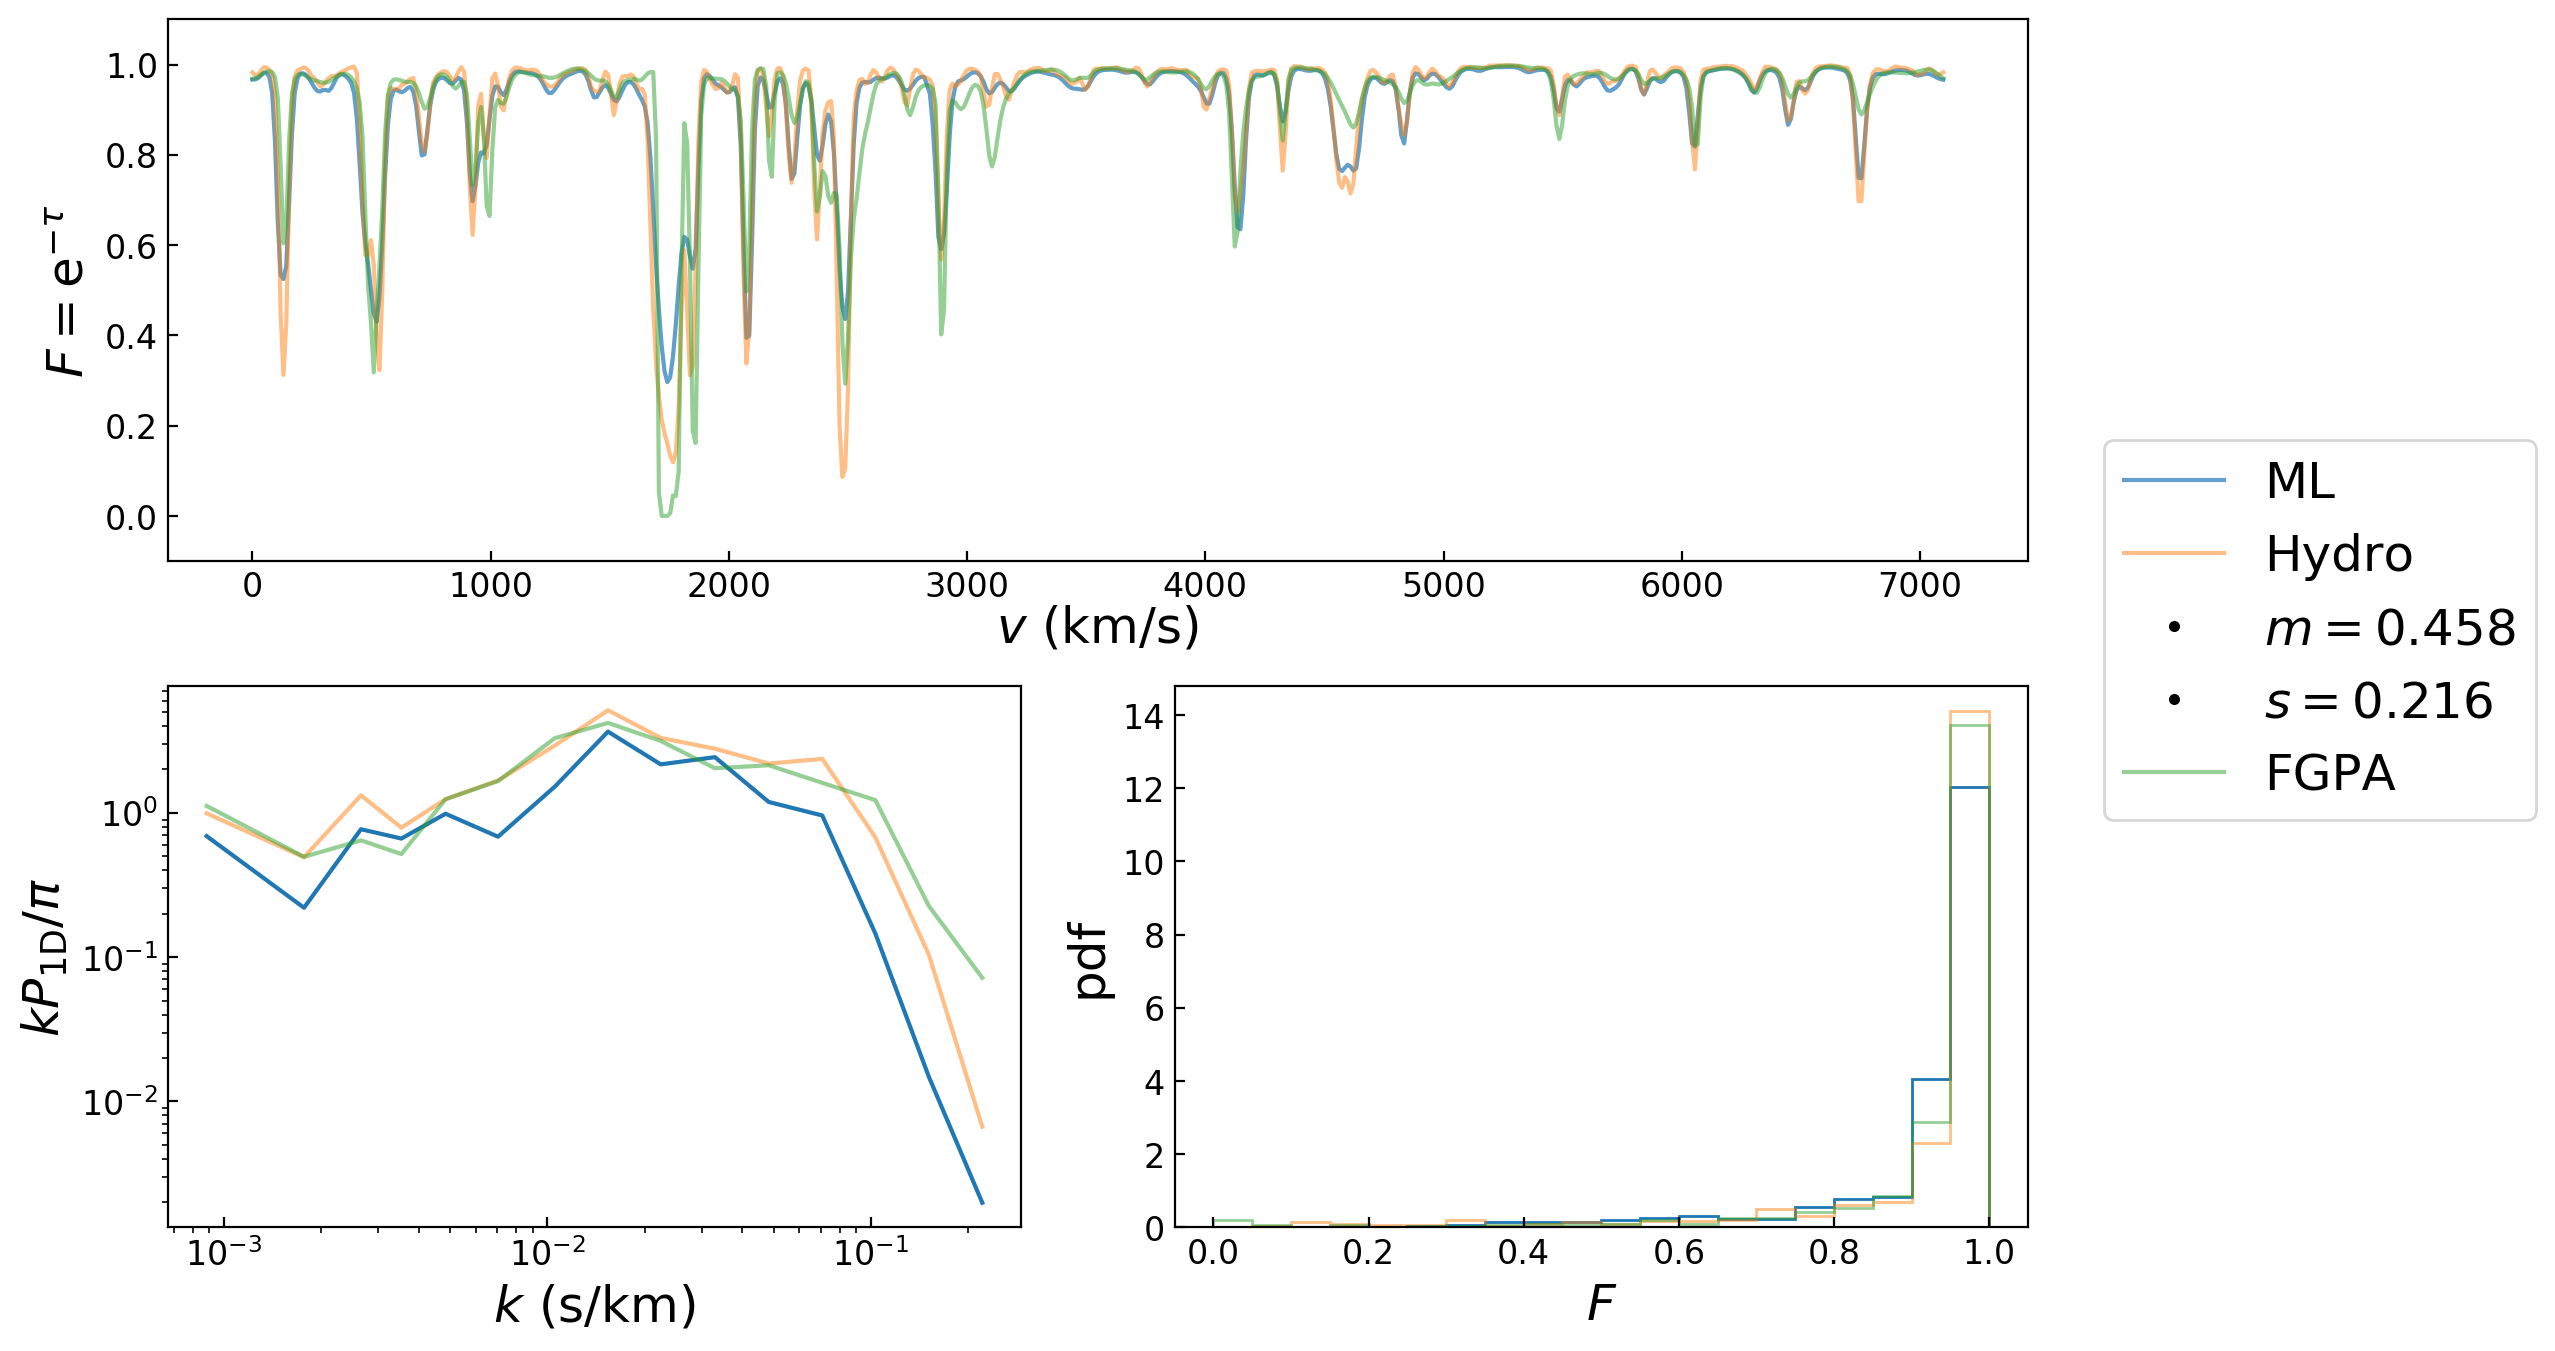 1.0
0.8
0.6
0.4
0.2
0.0
F = e^{−τ}
0 1000 2000 3000 4000 5000 6000 7000
v (km/s)
ML
Hydro
m = 0.458
s = 0.216
FGPA
10^0
10^{−1}
10^{−2}
kP_{1D}/π
10^{−3} 10^{−2} 10^{−1}
k (s/km)
14
12
10
8
6
4
2
0
pdf
0.0 0.2 0.4 0.6 0.8 1.0
F